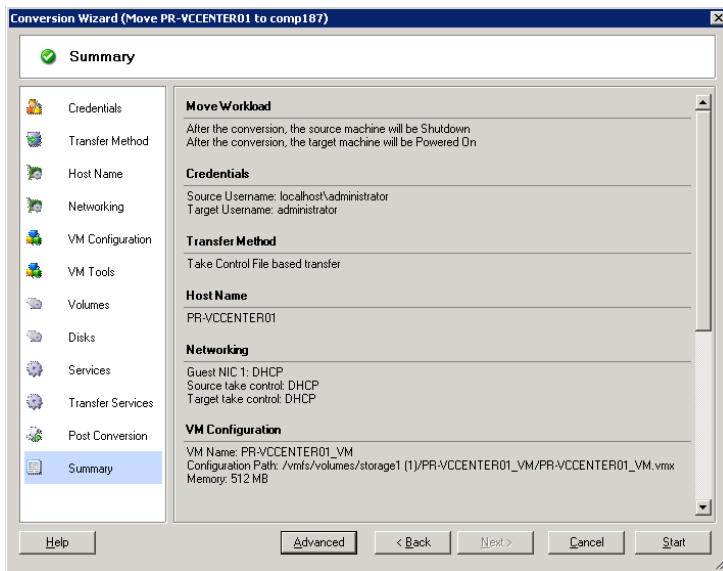 Conversion Wizard (Move PR-VCCENTER01 to comp187)
Summary
Credentials
Transfer Method
Host Name
Networking
VM Configuration
VM Tools
Volumes
Disks
Services
Transfer Services
Post Conversion
Summary
Move Workload
After the conversion, the source machine will be Shutdown
After the conversion, the target machine will be Powered On
Credentials
Source Username: localhost\administrator
Target Username: administrator
Transfer Method
Take Control File based transfer
Host Name
PR-VCCENTER01
Networking
Guest NIC 1: DHCP
Source take control: DHCP
Target take control: DHCP
VM Configuration
VM Name: PR-VCCENTER01_VM
Configuration Path: /vmfs/volumes/storage1 (1)/PR-VCCENTER01_VM/PR-VCCENTER01_VM.vmx
Memory: 512 MB
Help
Advanced
< Back
Next >
Cancel
Start